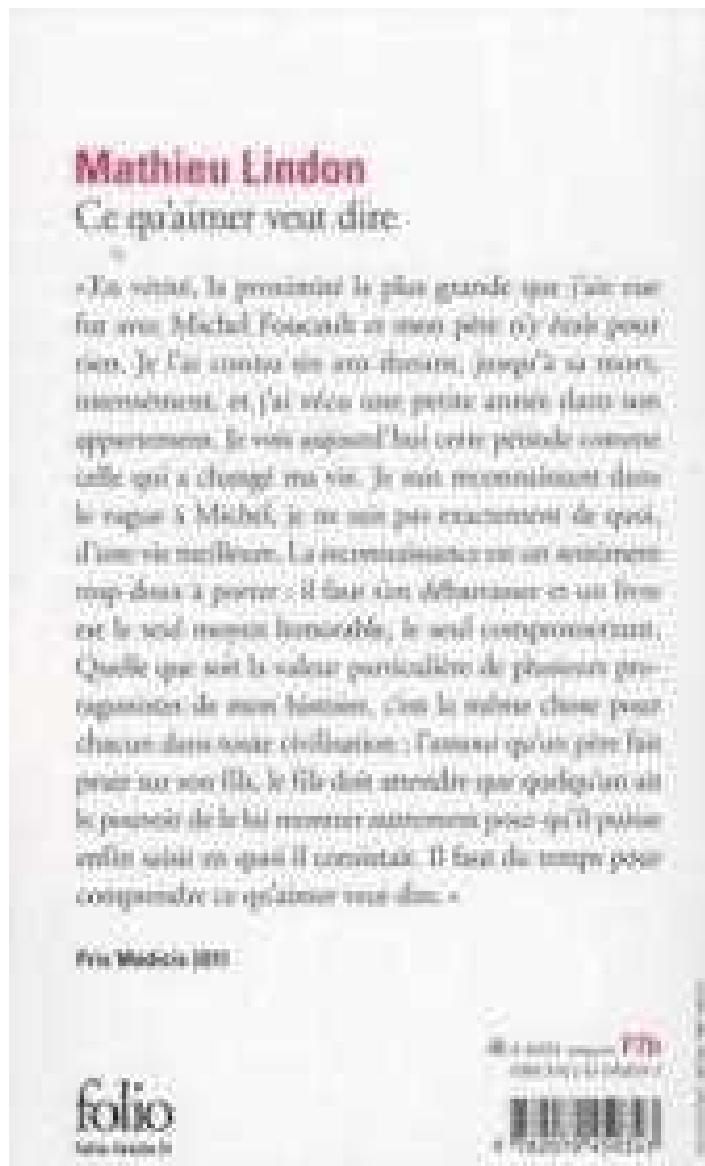 Mathieu Lindon
Ce qu'aimer veut dire
«En vérité, la proximité la plus grande que j'aie eue
fut avec Michel Foucault et mon père n'y était pour
rien. Je l'ai connu six ans durant, jusqu'à sa mort,
intensément, et j'ai vécu une petite année dans son
appartement. Je vois aujourd'hui cette période comme
celle qui a changé ma vie. Je suis reconnaissant dans
le vague à Michel, je ne sais pas exactement de quoi,
d'une vie meilleure. La reconnaissance est un sentiment
trop doux à porter : il faut s'en débarrasser et un livre
est le seul moyen honorable, le seul compromettant.
Quelle que soit la valeur particulière de plusieurs pro-
tagonistes de mon histoire, c'est la même chose pour
chacun dans toute civilisation : l'amour qu'un père fait
peser sur son fils, le fils doit attendre que quelqu'un ait
le pouvoir de le lui montrer autrement pour qu'il puisse
enfin saisir en quoi il consistait. Il faut du temps pour
comprendre ce qu'aimer veut dire.»
Prix Médicis 2011
folio